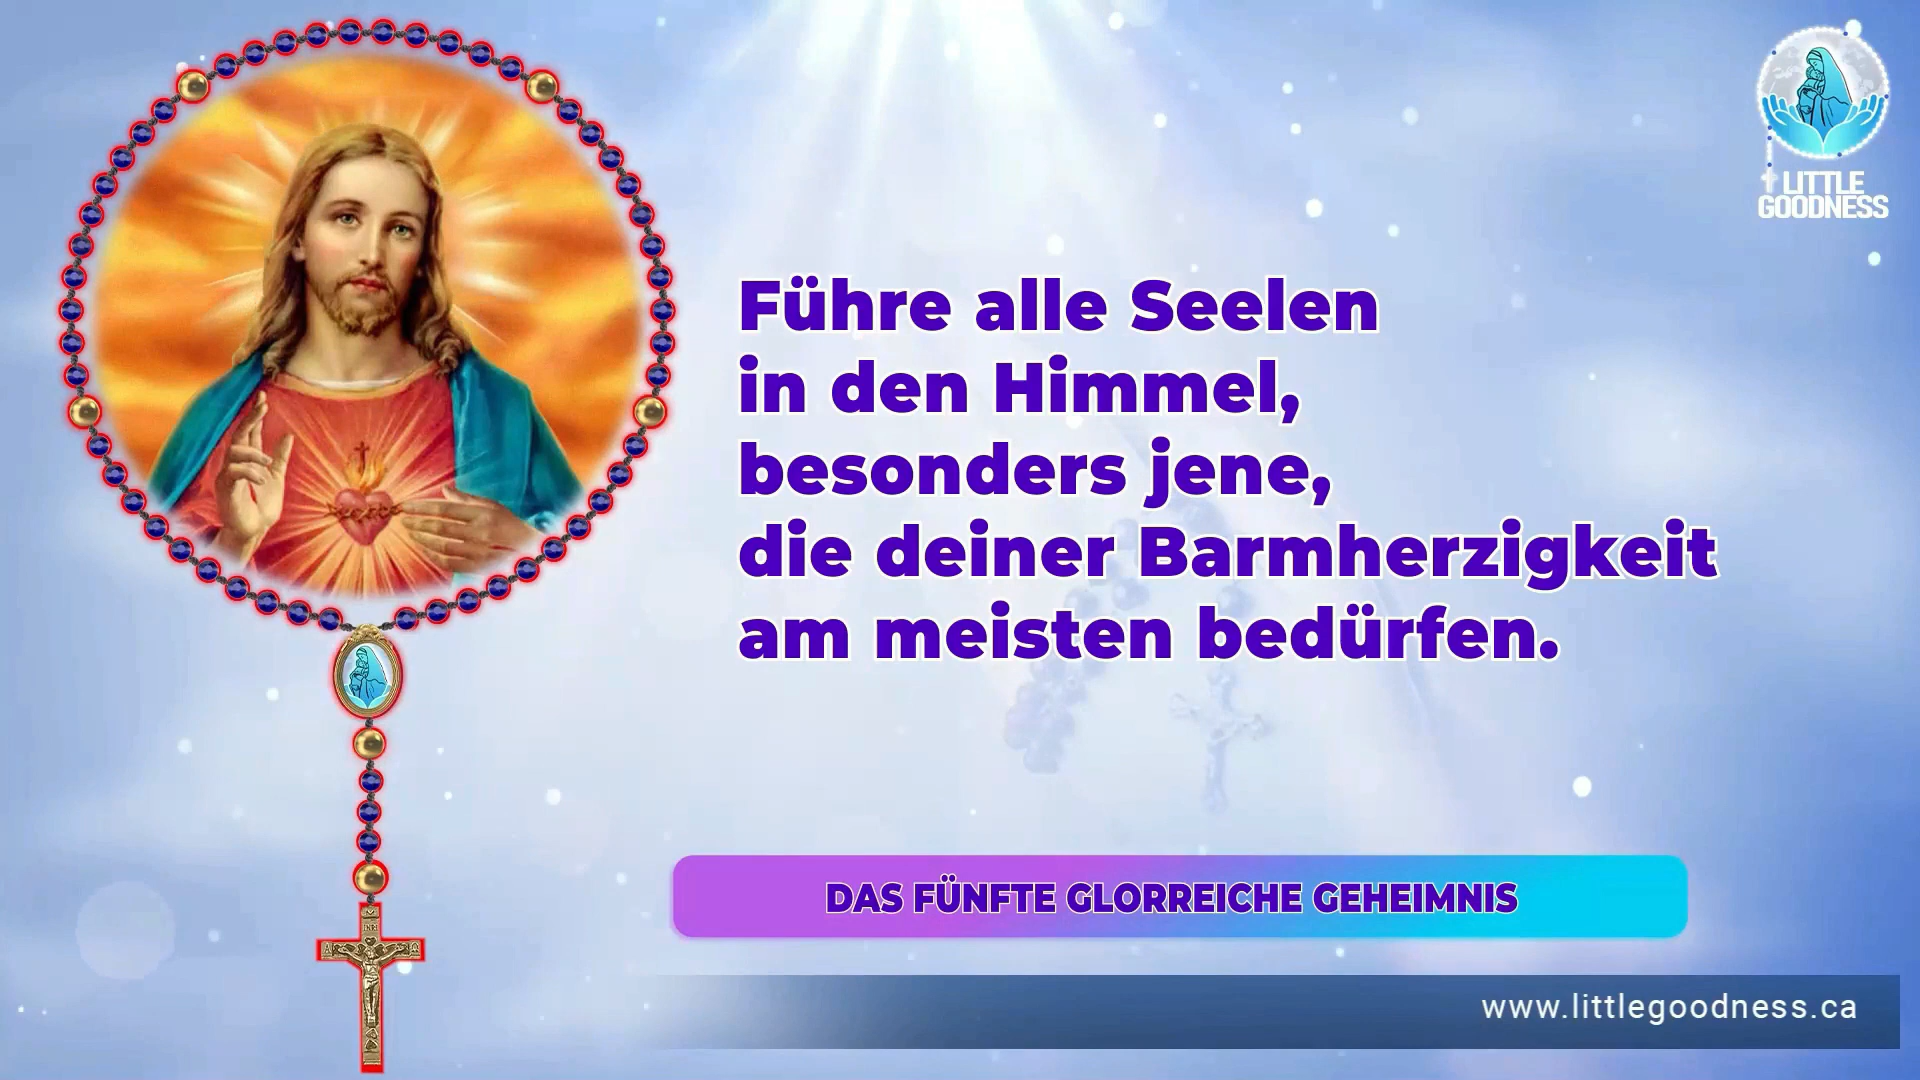 LITTLE
GOODNESS
Führe alle Seelen
in den Himmel,
besonders jene,
die deiner Barmherzigkeit
am meisten bedürfen.
DAS FÜNFTE GLORREICHE GEHEIMNIS
INRI
www.littlegoodness.ca